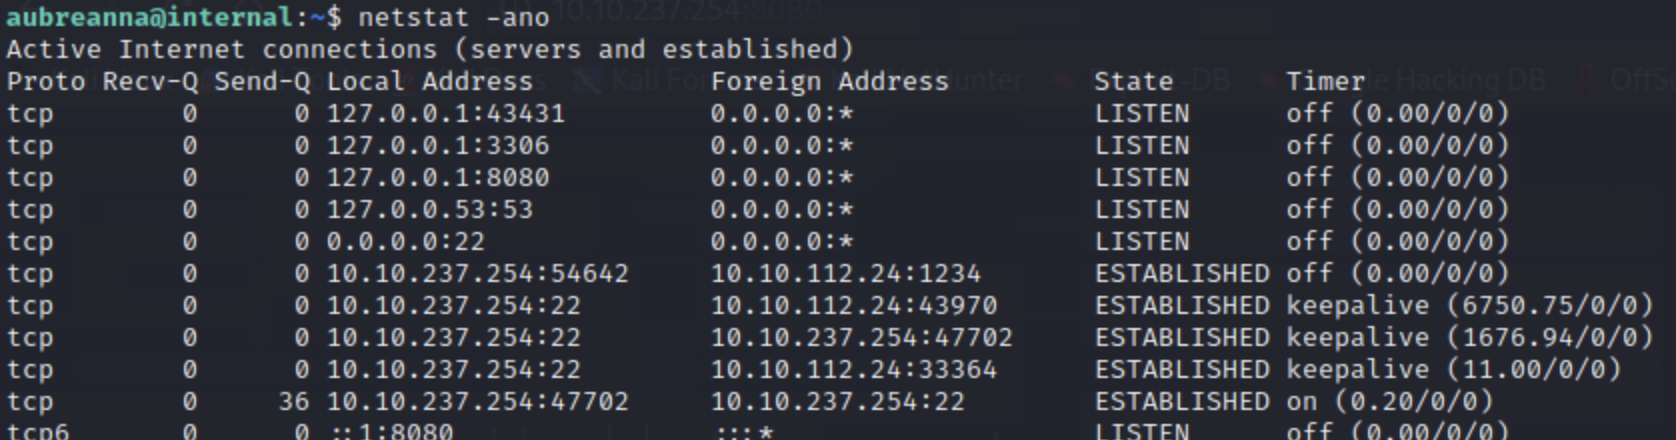 aubreanna@internal:~$ netstat -ano
Active Internet connections (servers and established)
Proto Recv-Q Send-Q Local Address           Foreign Address         State       Timer
tcp        0      0 127.0.0.1:43431         0.0.0.0:*               LISTEN      off (0.00/0/0)
tcp        0      0 127.0.0.1:3306          0.0.0.0:*               LISTEN      off (0.00/0/0)
tcp        0      0 127.0.0.1:8080          0.0.0.0:*               LISTEN      off (0.00/0/0)
tcp        0      0 127.0.0.53:53           0.0.0.0:*               LISTEN      off (0.00/0/0)
tcp        0      0 0.0.0.0:22              0.0.0.0:*               LISTEN      off (0.00/0/0)
tcp        0      0 10.10.237.254:54642     10.10.112.24:1234       ESTABLISHED off (0.00/0/0)
tcp        0      0 10.10.237.254:22        10.10.112.24:43970      ESTABLISHED keepalive (6750.75/0/0)
tcp        0      0 10.10.237.254:22        10.10.237.254:47702     ESTABLISHED keepalive (1676.94/0/0)
tcp        0      0 10.10.237.254:22        10.10.112.24:33364      ESTABLISHED keepalive (11.00/0/0)
tcp        0     36 10.10.237.254:47702     10.10.237.254:22        ESTABLISHED on (0.20/0/0)
tcp6       0      0 ::1:8080                :::*                    LISTEN      off (0.00/0/0)